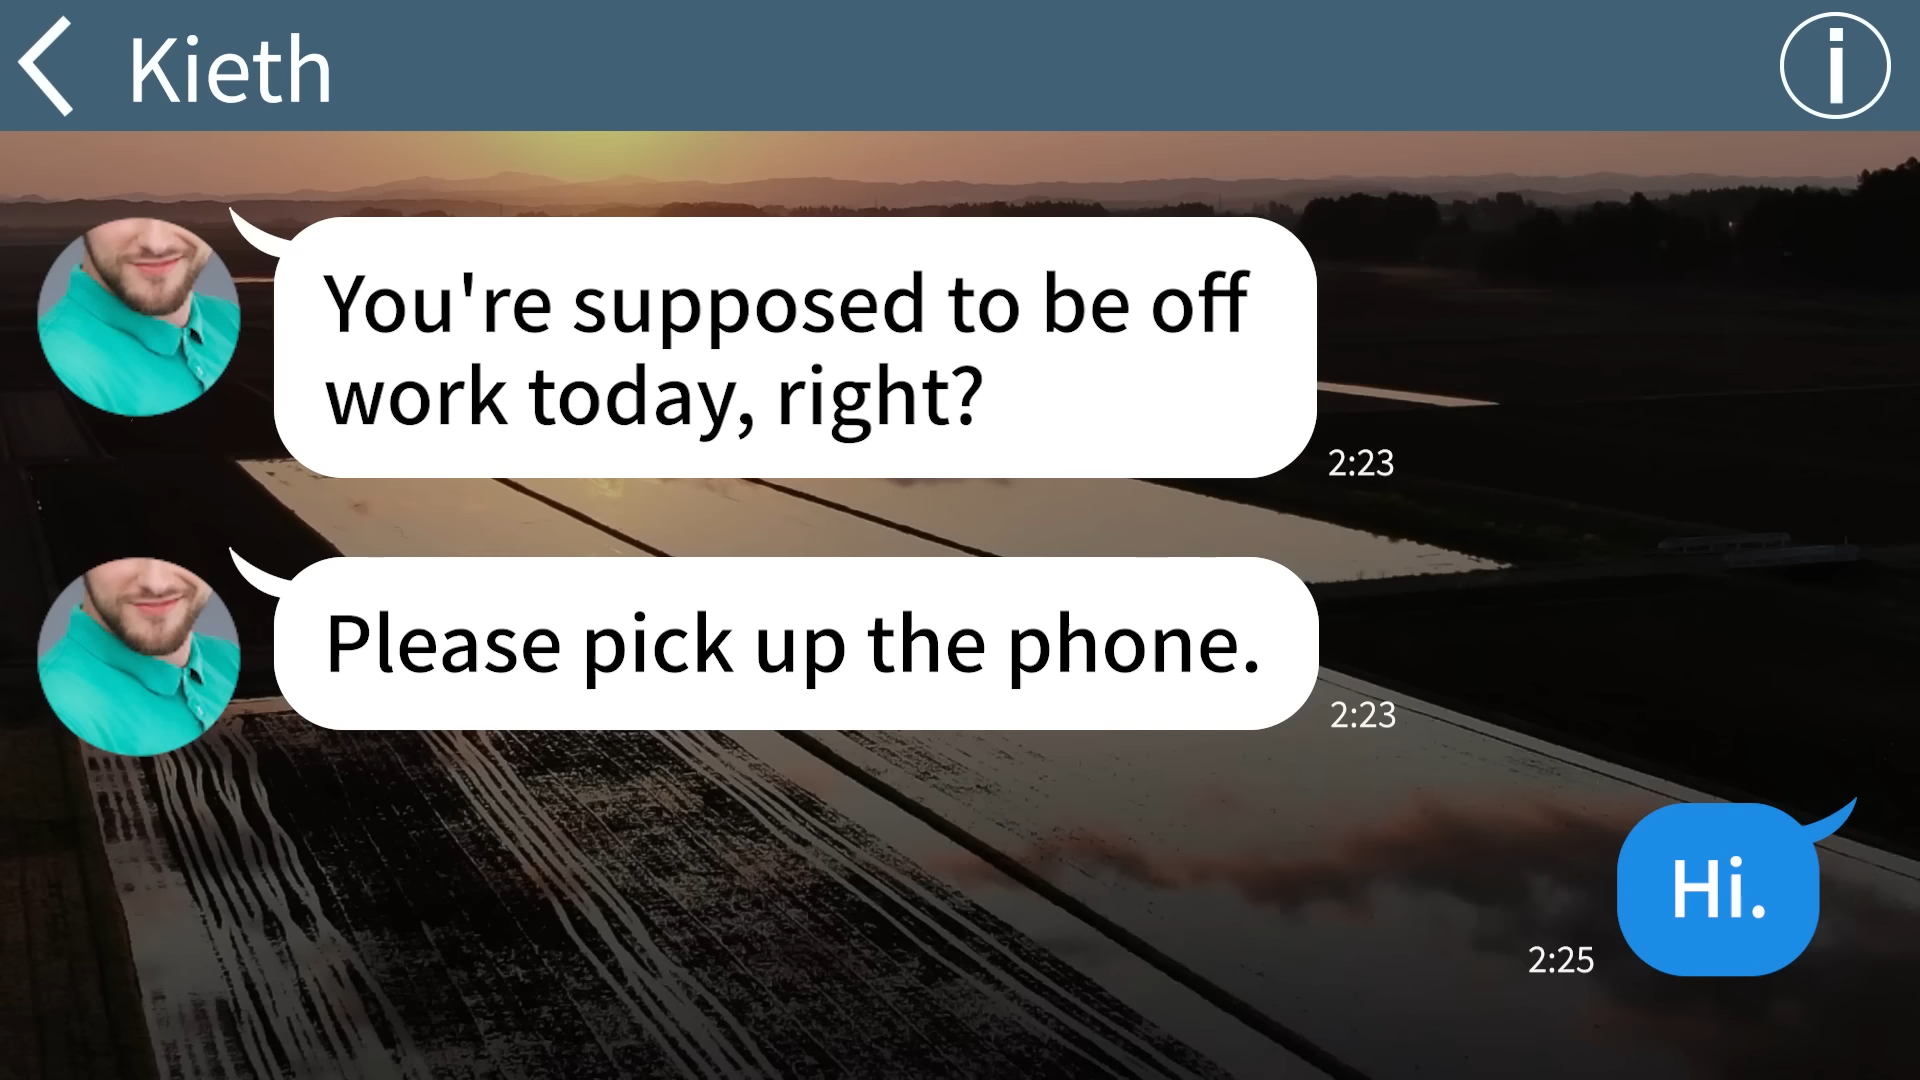 Kieth
You're supposed to be off
work today, right?
2:23
Please pick up the phone.
2:23
Hi.
2:25